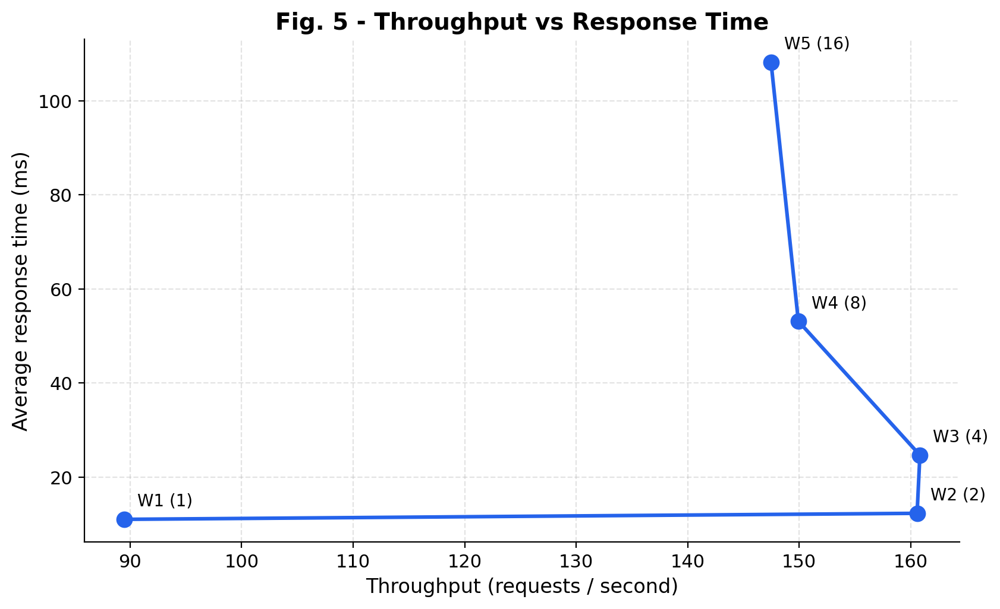 Fig. 5 - Throughput vs Response Time
W5 (16)
100
80
60
W4 (8)
40
W3 (4)
20
W2 (2)
W1 (1)
90 100 110 120 130 140 150 160
Throughput (requests / second)
Average response time (ms)